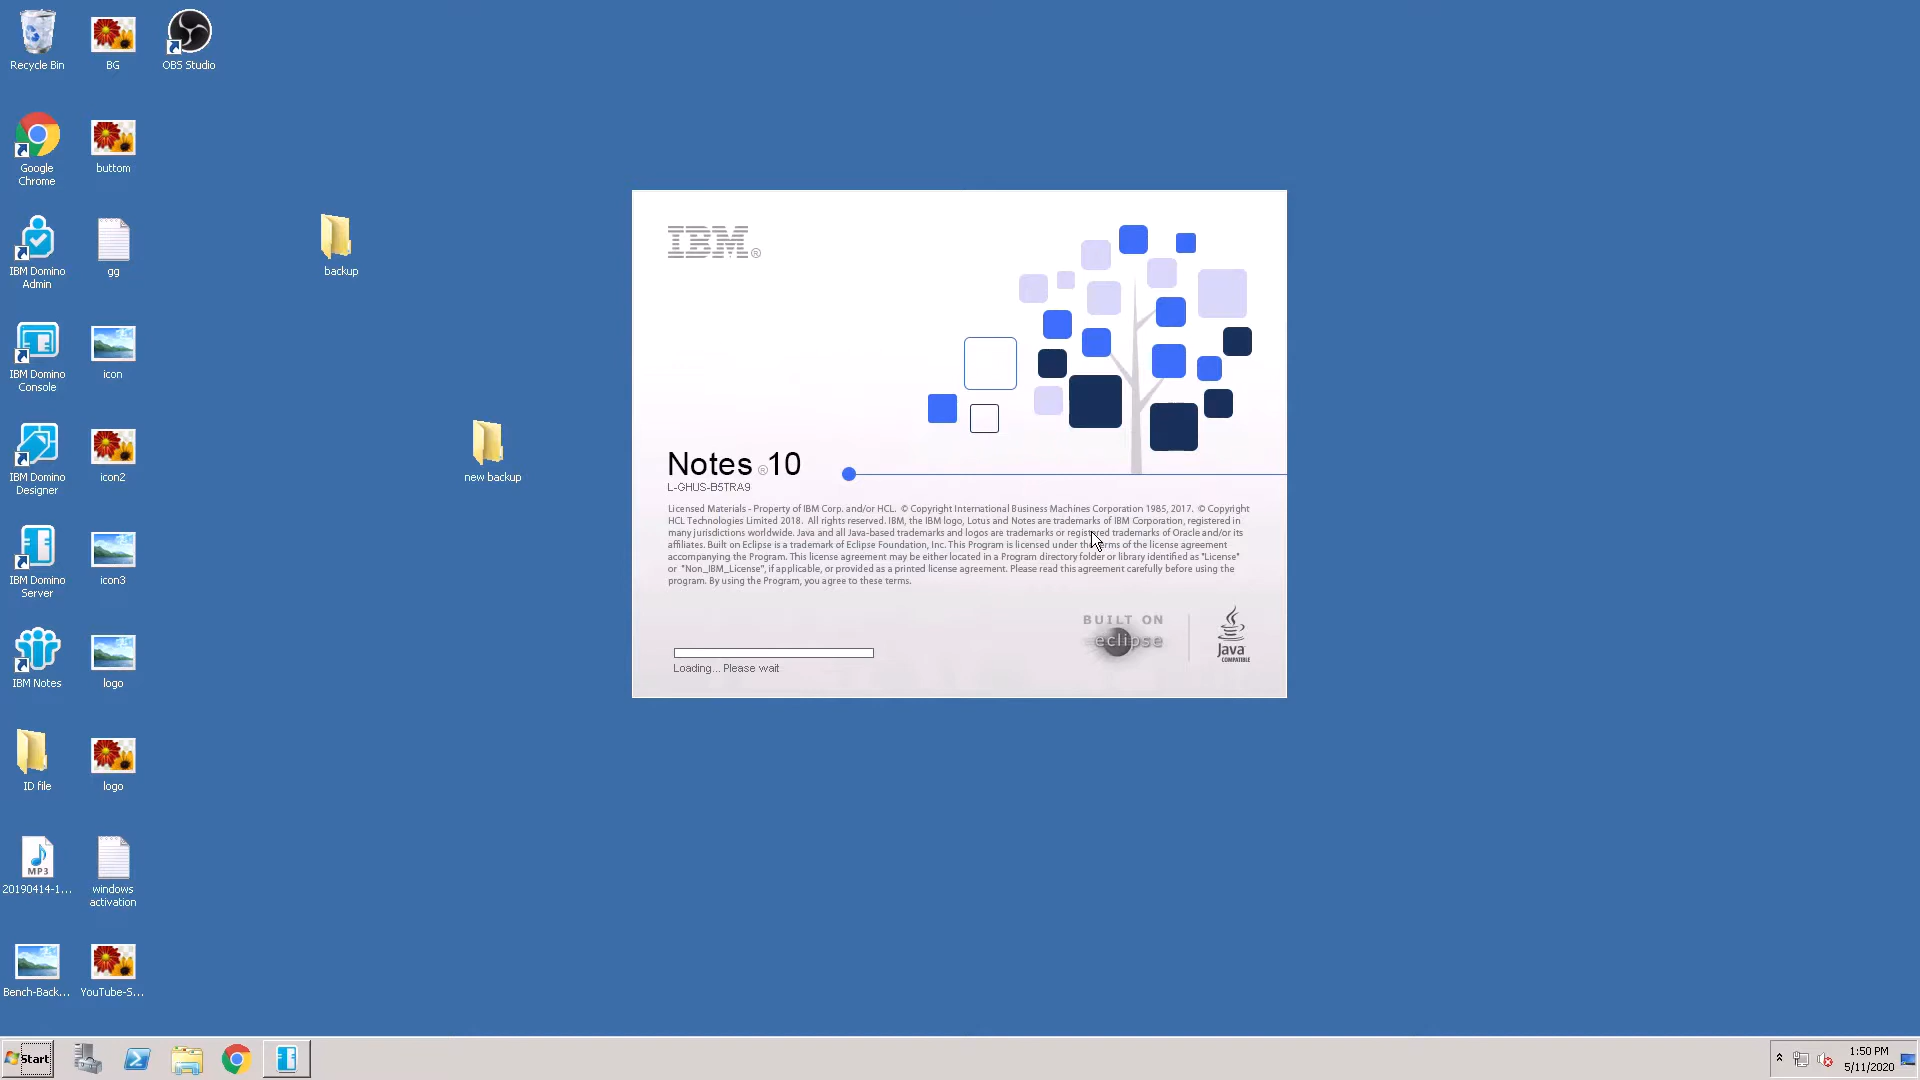 Recycle Bin
BG
OBS Studio
Google
Chrome
buttom
IBM Domino
Admin
gg
backup
IBM Domino
Console
icon
IBM Domino
Designer
icon2
new backup
IBM Domino
Server
icon3
IBM Notes
logo
ID file
logo
MP3
20190414-1...
windows
activation
Bench-Back...
YouTube-S...
IBM®
Notes ® 10
L-GHUS-B5TRA9
Licensed Materials - Property of IBM Corp. and/or HCL. © Copyright International Business Machines Corporation 1985, 2017. © Copyright
HCL Technologies Limited 2018. All rights reserved. IBM, the IBM logo, Lotus and Notes are trademarks of IBM Corporation, registered in
many jurisdictions worldwide. Java and all Java-based trademarks and logos are trademarks or registered trademarks of Oracle and/or its
affiliates. Built on Eclipse is a trademark of Eclipse Foundation, Inc. This Program is licensed under the terms of the license agreement
accompanying the Program. This license agreement may be either located in a Program directory folder or library identified as "License"
or "Non_IBM_License", if applicable, or provided as a printed license agreement. Please read this agreement carefully before using the
program. By using the Program, you agree to these terms.
BUILT ON
eclipse
Java
COMPATIBLE
Loading... Please wait
Start
1:50 PM
5/11/2020